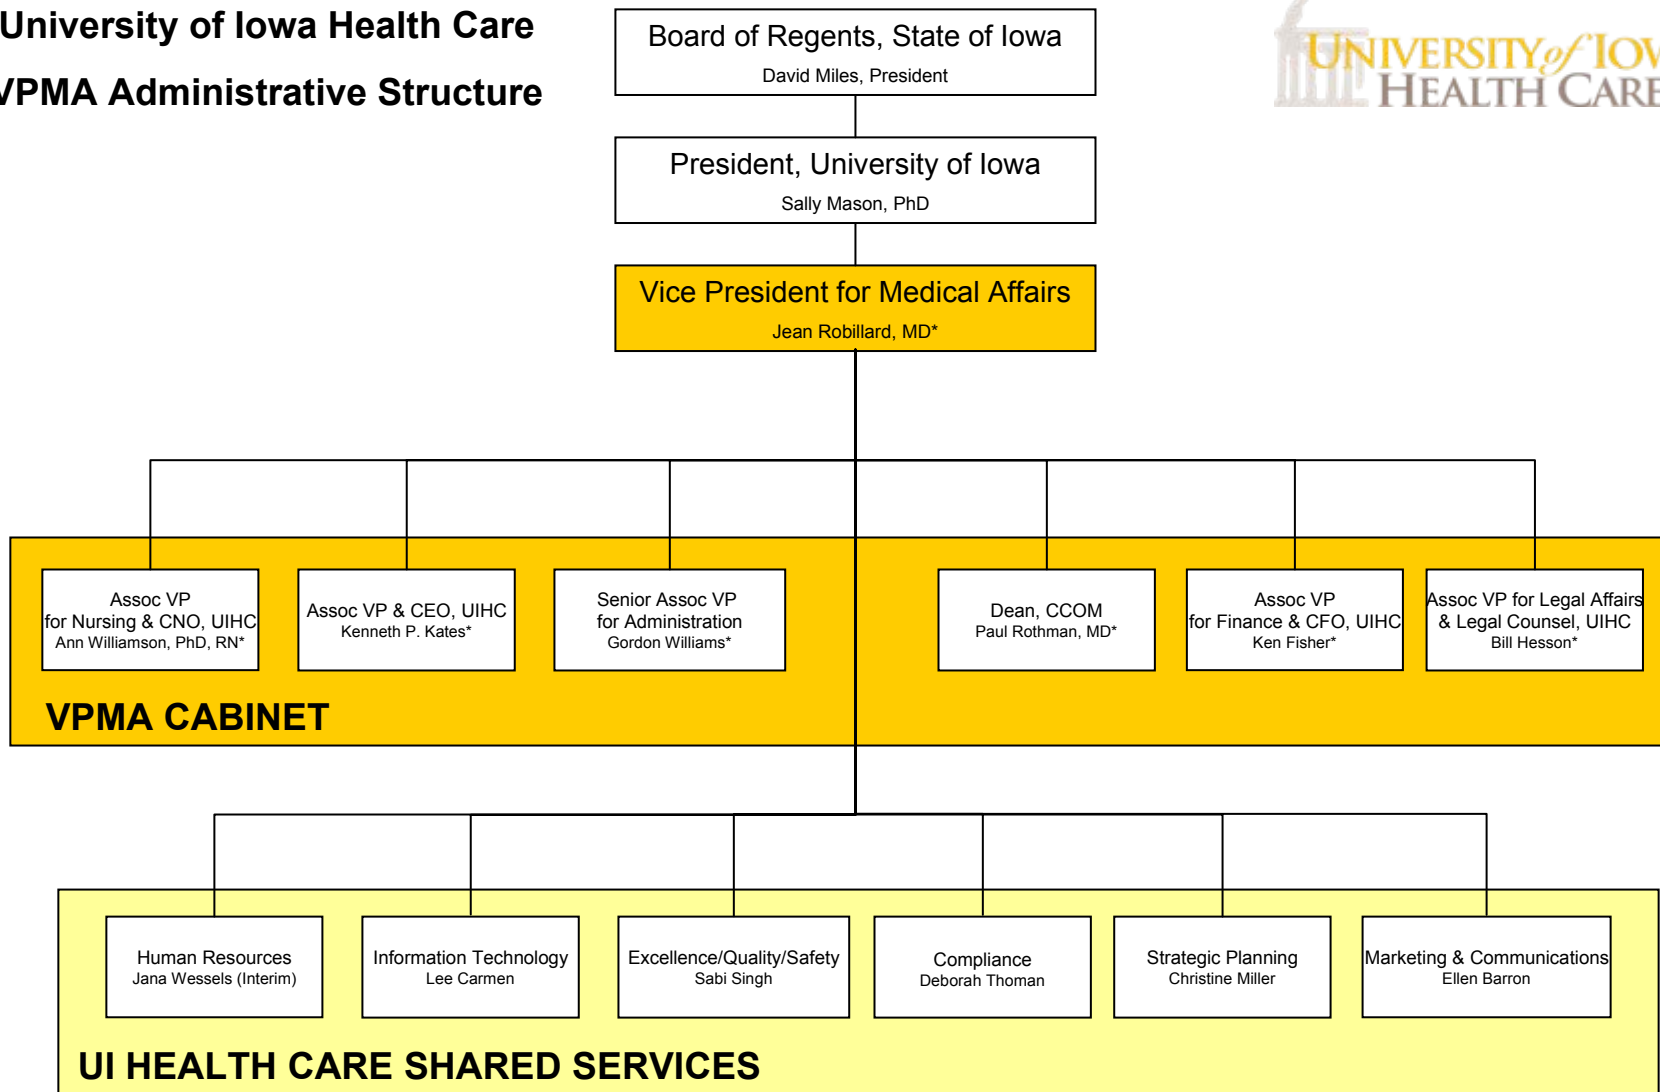 University of Iowa Health Care
VPMA Administrative Structure
Board of Regents, State of Iowa
David Miles, President
UNIVERSITY of IOW
HEALTH CARE
President, University of Iowa
Sally Mason, PhD
Vice President for Medical Affairs
Jean Robillard, MD*
Assoc VP
for Nursing & CNO, UIHC
Ann Williamson, PhD, RN*
Assoc VP & CEO, UIHC
Kenneth P. Kates*
Senior Assoc VP
for Administration
Gordon Williams*
Dean, CCOM
Paul Rothman, MD*
Assoc VP
for Finance & CFO, UIHC
Ken Fisher*
Assoc VP for Legal Affairs
& Legal Counsel, UIHC
Bill Hesson*
VPMA CABINET
Human Resources
Jana Wessels (Interim)
Information Technology
Lee Carmen
Excellence/Quality/Safety
Sabi Singh
Compliance
Deborah Thoman
Strategic Planning
Christine Miller
Marketing & Communications
Ellen Barron
UI HEALTH CARE SHARED SERVICES